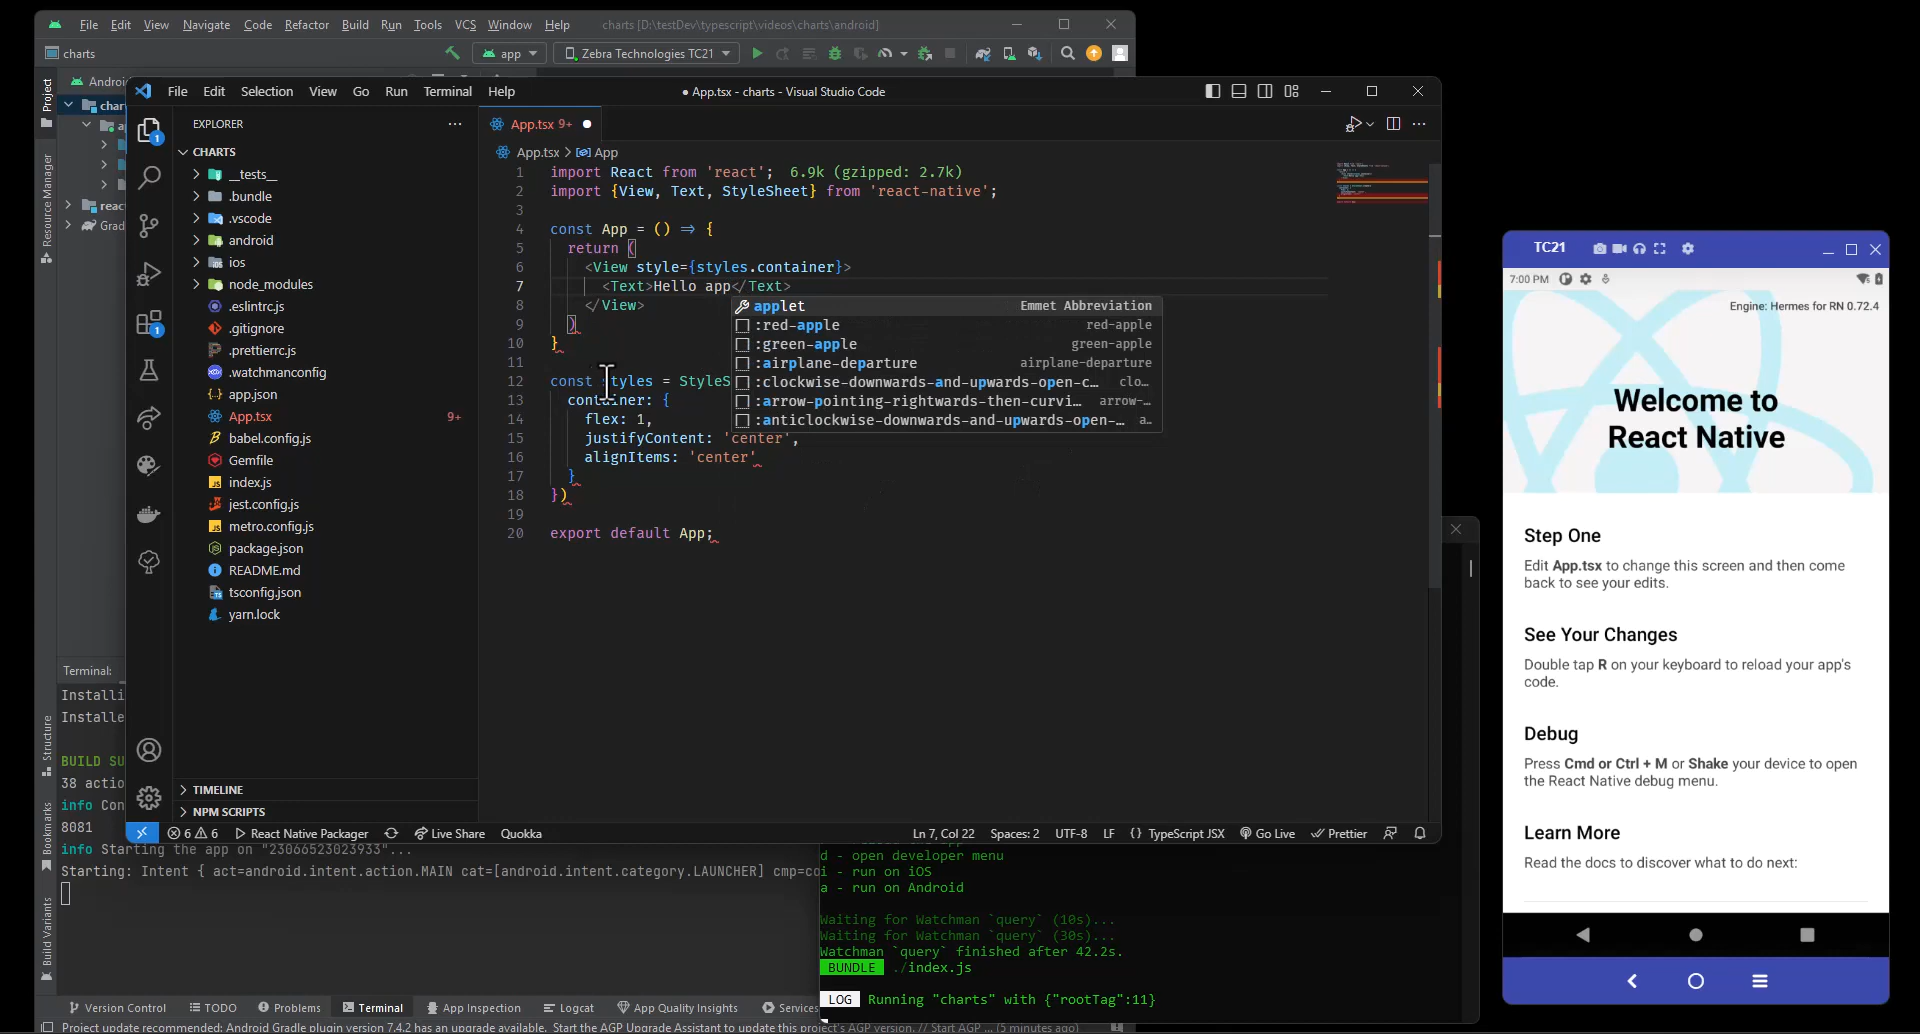 File Edit View Navigate Code Refactor Build Run Tools VCS Window Help charts [D:\testDev\typescript\videos\charts\android]
charts app Zebra Technologies TC21
Project
Android
Resource Manager
Structure
Bookmarks
Build Variants
File Edit Selection View Go Run Terminal Help ● App.tsx - charts - Visual Studio Code
EXPLORER
CHARTS
__tests__
.bundle
.vscode
android
ios
node_modules
.eslintrc.js
.gitignore
.prettierrc.js
.watchmanconfig
app.json
App.tsx 9+
babel.config.js
Gemfile
index.js
jest.config.js
metro.config.js
package.json
README.md
tsconfig.json
yarn.lock
TIMELINE
NPM SCRIPTS
App.tsx 9+
App.tsx > App
1 import React from 'react'; 6.9k (gzipped: 2.7k)
2 import {View, Text, StyleSheet} from 'react-native';
3
4 const App = () => {
5 return (
6 <View style={styles.container}>
7 <Text>Hello app</Text>
8 </View>
9 )
10 }
11
12 const styles = StyleS
13 container: {
14 flex: 1,
15 justifyContent: 'center',
16 alignItems: 'center'
17 }
18 })
19
20 export default App;
applet Emmet Abbreviation
:red-apple red-apple
:green-apple green-apple
:airplane-departure airplane-departure
:clockwise-downwards-and-upwards-open-c… clo…
:arrow-pointing-rightwards-then-curvi… arrow-…
:anticlockwise-downwards-and-upwards-open-… a…
6 6 React Native Packager Live Share Quokka Ln 7, Col 22 Spaces: 2 UTF-8 LF {} TypeScript JSX Go Live Prettier
Terminal:
Installi
Installe
BUILD SU
38 actio
info Con
8081
info Starting the app on "23066523023933"...
Starting: Intent { act=android.intent.action.MAIN cat=[android.intent.category.LAUNCHER] cmp=co
d - open developer menu
i - run on iOS
a - run on Android
Waiting for Watchman `query` (10s)...
Waiting for Watchman `query` (30s)...
Watchman `query` finished after 42.2s.
BUNDLE ./index.js
LOG Running "charts" with {"rootTag":11}
Version Control TODO Problems Terminal App Inspection Logcat App Quality Insights Services
Project update recommended: Android Gradle plugin version 7.4.2 has an upgrade available. Start the AGP Upgrade Assistant to update this project's AGP version. // Start AGP ... (5 minutes ago)
TC21
7:00 PM
Engine: Hermes for RN 0.72.4
Welcome to
React Native
Step One
Edit App.tsx to change this screen and then come
back to see your edits.
See Your Changes
Double tap R on your keyboard to reload your app's
code.
Debug
Press Cmd or Ctrl + M or Shake your device to open
the React Native debug menu.
Learn More
Read the docs to discover what to do next: